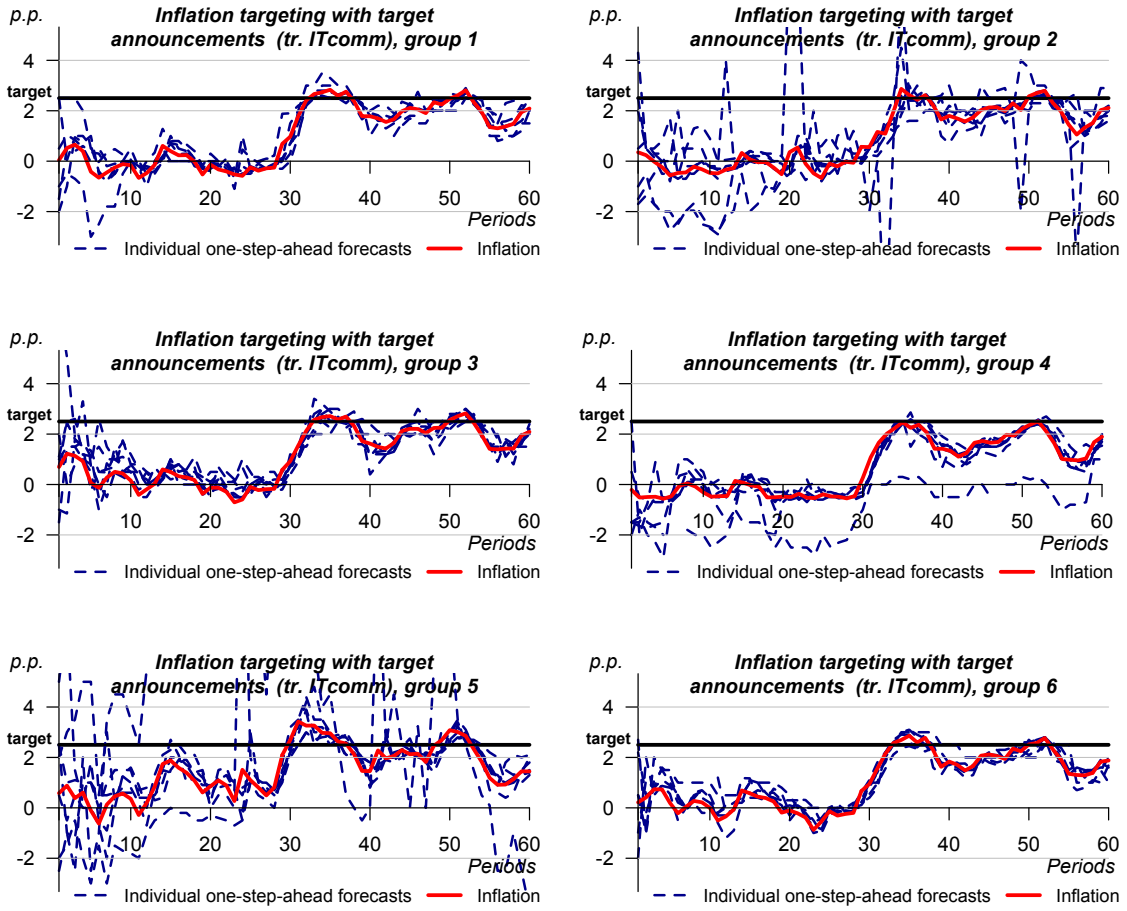 p.p.
Inflation targeting with target
announcements (tr. ITcomm), group 1
4
target
2
0
-2
10 20 30 40 50 60
Periods
Individual one-step-ahead forecasts Inflation
p.p.
Inflation targeting with target
announcements (tr. ITcomm), group 2
4
target
2
0
-2
10 20 30 40 50 60
Periods
Individual one-step-ahead forecasts Inflation
p.p.
Inflation targeting with target
announcements (tr. ITcomm), group 3
4
target
2
0
-2
10 20 30 40 50 60
Periods
Individual one-step-ahead forecasts Inflation
p.p.
Inflation targeting with target
announcements (tr. ITcomm), group 4
4
target
2
0
-2
10 20 30 40 50 60
Periods
Individual one-step-ahead forecasts Inflation
p.p.
Inflation targeting with target
announcements (tr. ITcomm), group 5
4
target
2
0
-2
10 20 30 40 50 60
Periods
Individual one-step-ahead forecasts Inflation
p.p.
Inflation targeting with target
announcements (tr. ITcomm), group 6
4
target
2
0
-2
10 20 30 40 50 60
Periods
Individual one-step-ahead forecasts Inflation